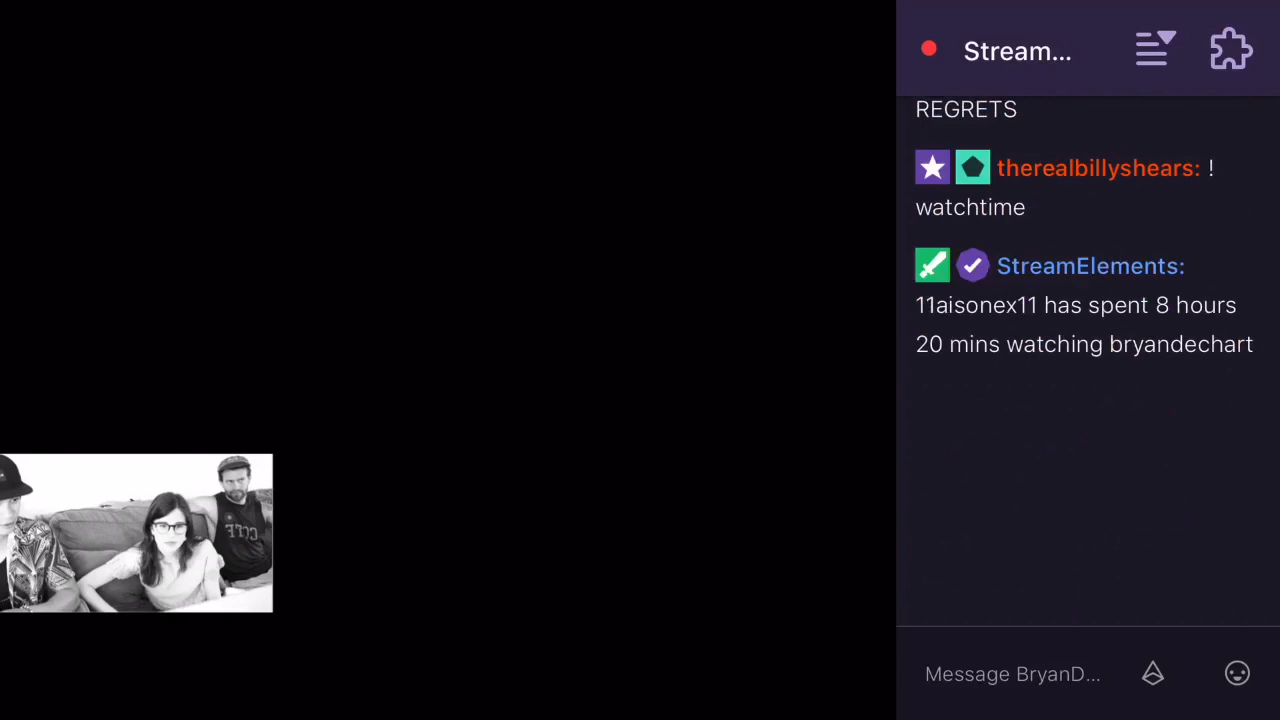 Stream...
REGRETS
therealbillyshears: !
watchtime
StreamElements:
11aisonex11 has spent 8 hours
20 mins watching bryandechart
Message BryanD...